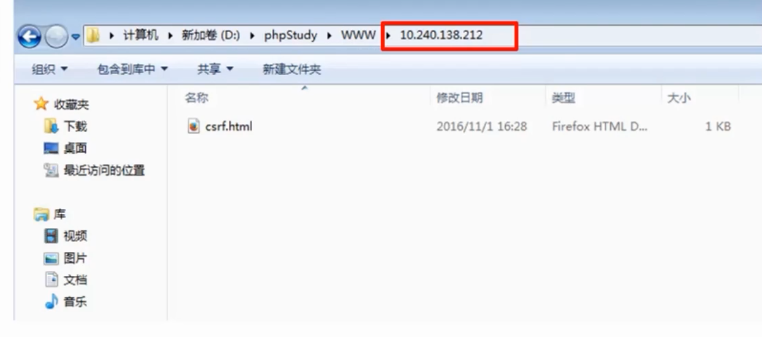 计算机 新加卷 (D:) phpStudy WWW 10.240.138.212
组织 包含到库中 共享 新建文件夹
收藏夹
下载
桌面
最近访问的位置
库
视频
图片
文档
音乐
名称 修改日期 类型 大小
csrf.html 2016/11/1 16:28 Firefox HTML D... 1 KB